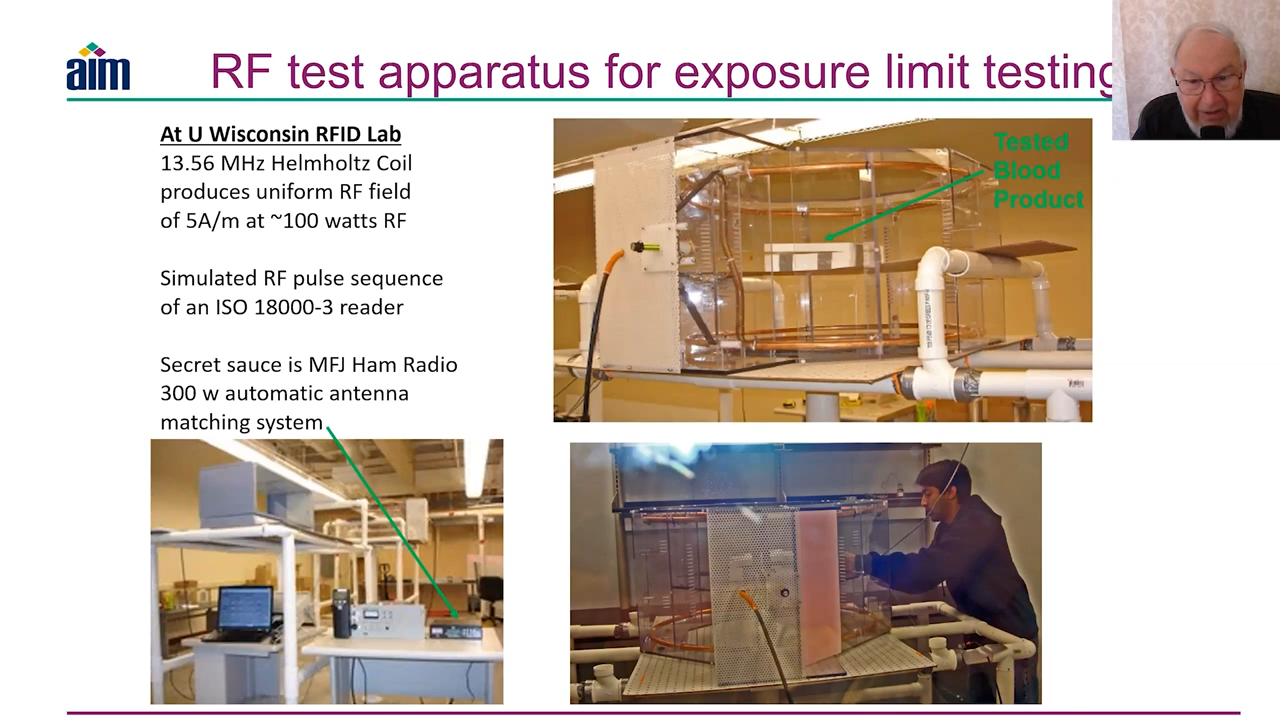 aim
RF test apparatus for exposure limit testing
At U Wisconsin RFID Lab
13.56 MHz Helmholtz Coil
produces uniform RF field
of 5A/m at ~100 watts RF
Simulated RF pulse sequence
of an ISO 18000-3 reader
Secret sauce is MFJ Ham Radio
300 w automatic antenna
matching system
Tested
Blood
Product